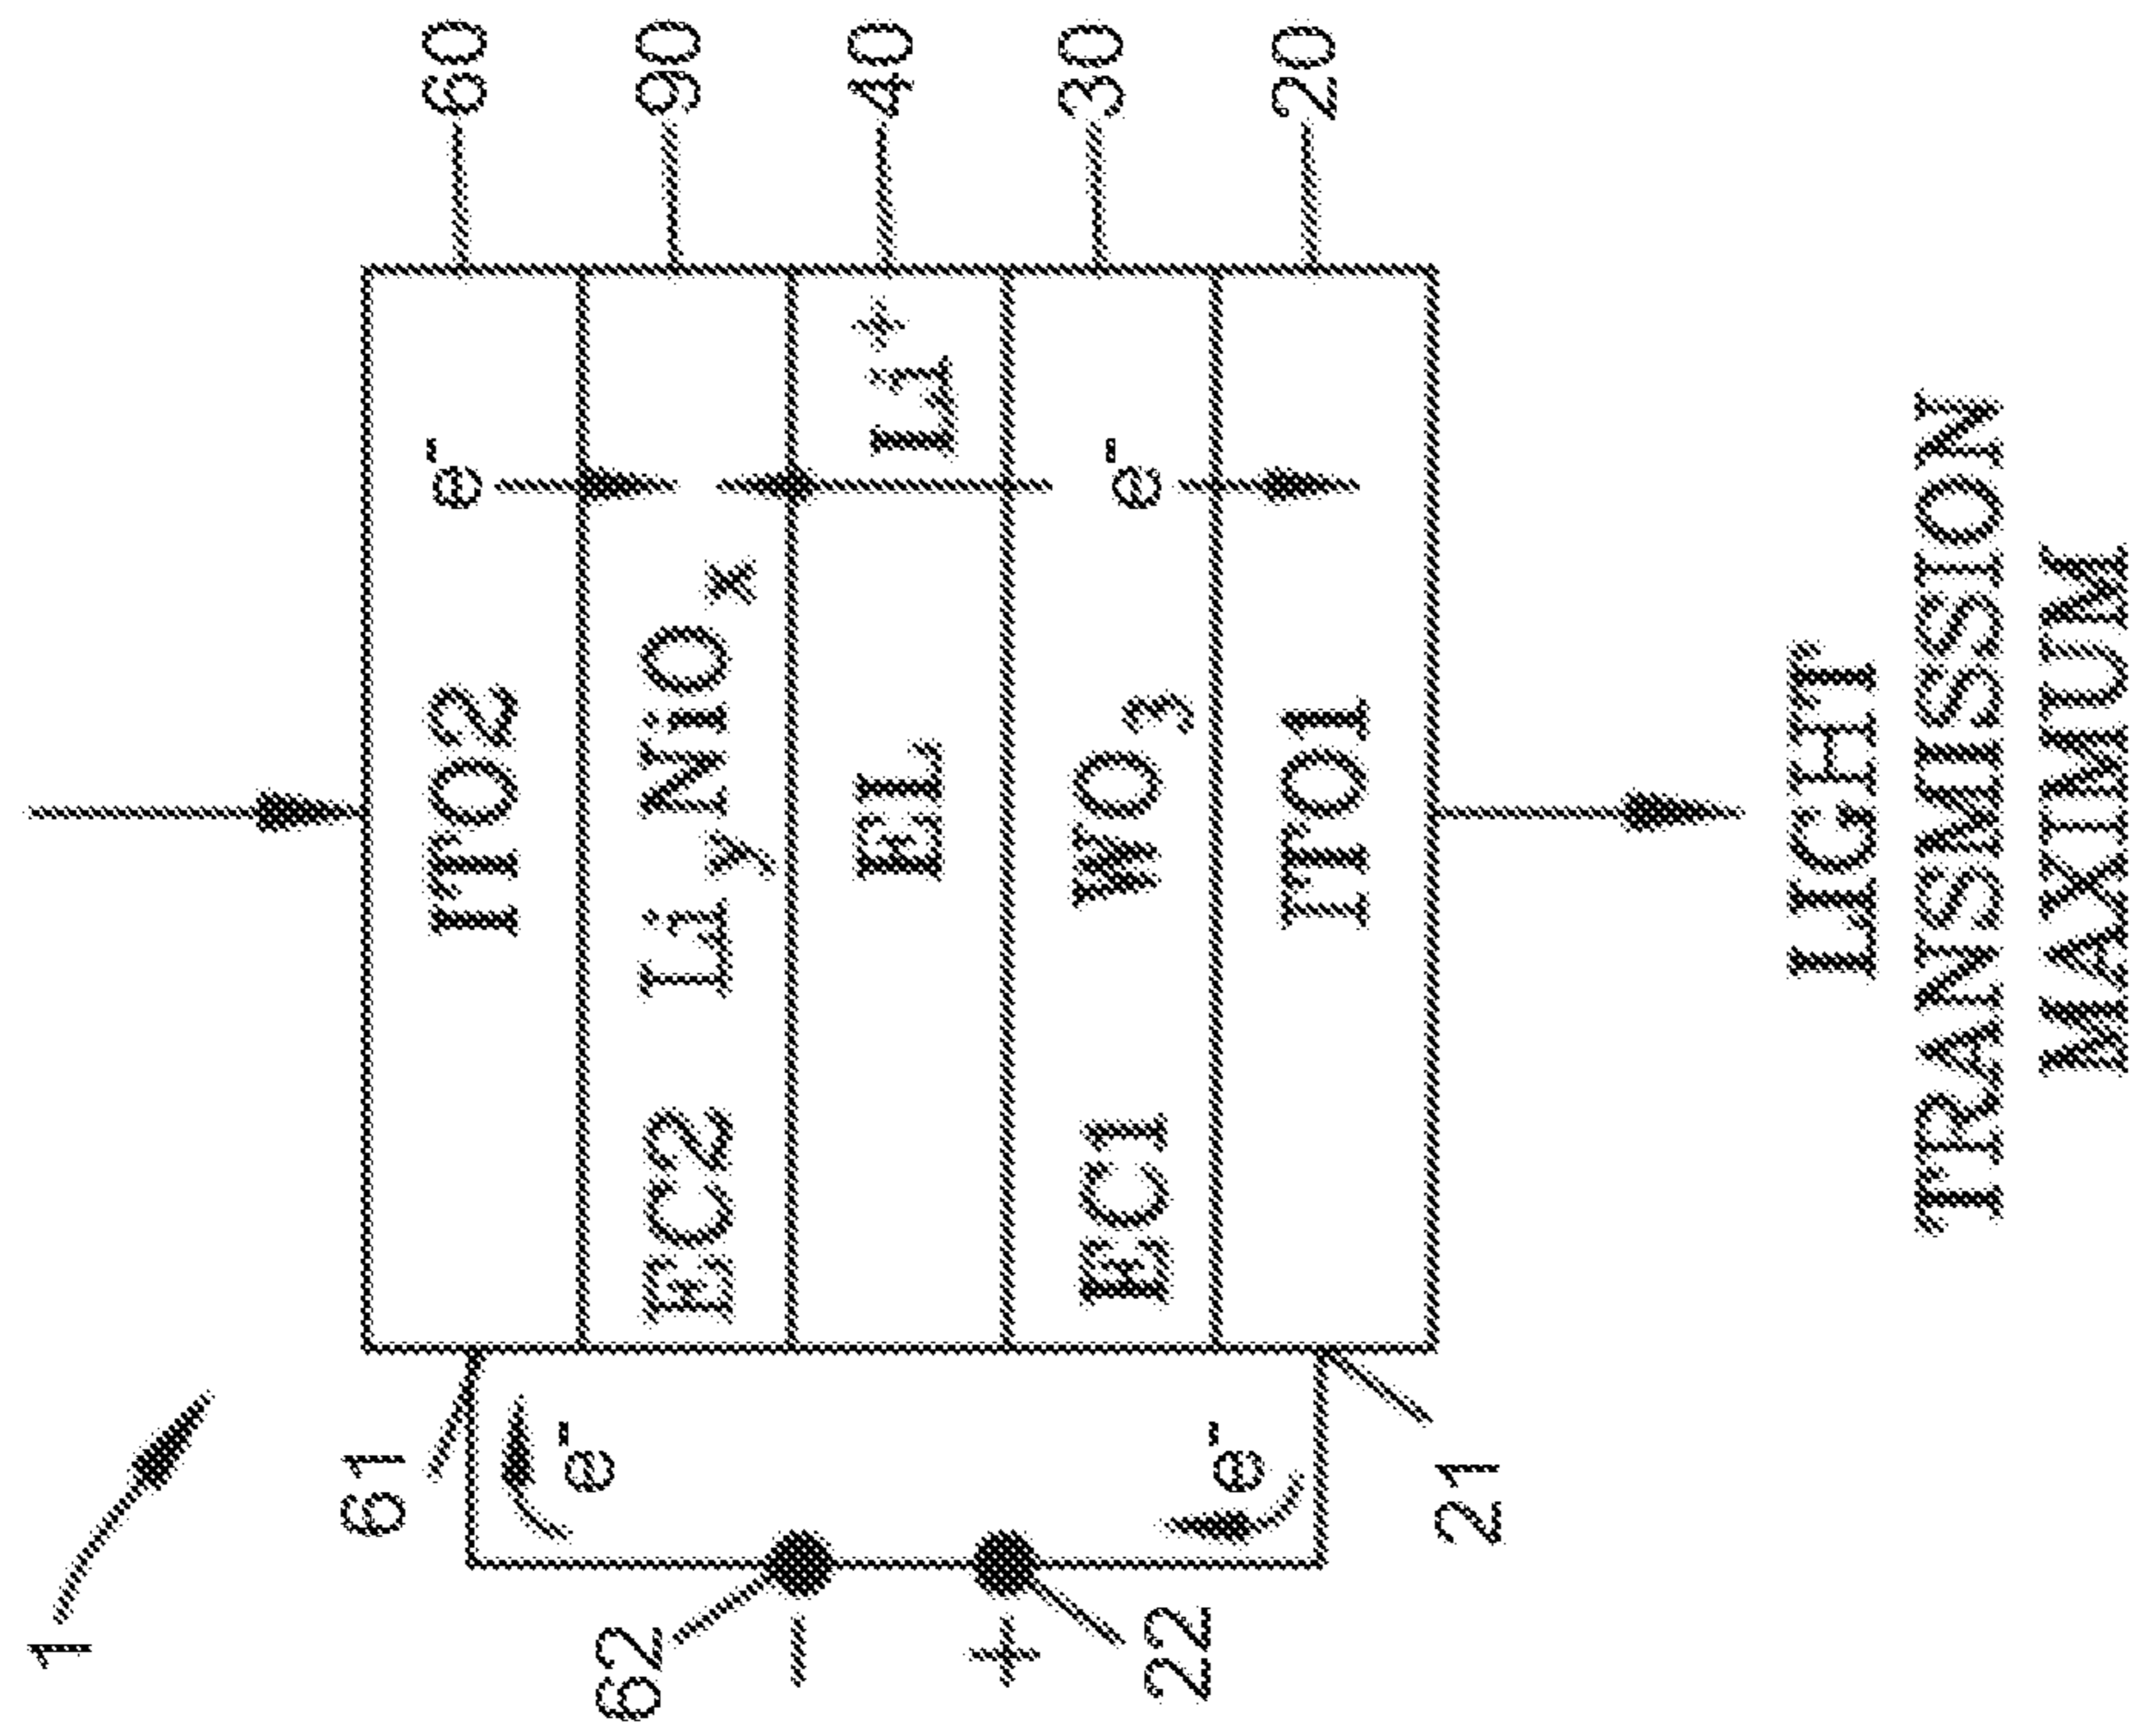 1
61
ITO2 e⁻ 60
e⁻
62
EC2 LiyNiOx 90
−
EL Li⁺ 40
+
EC1 WO3 e⁻ 30
22
e⁻
ITO1 20
21
LIGHT
TRANSMISSION
MAXIMUM